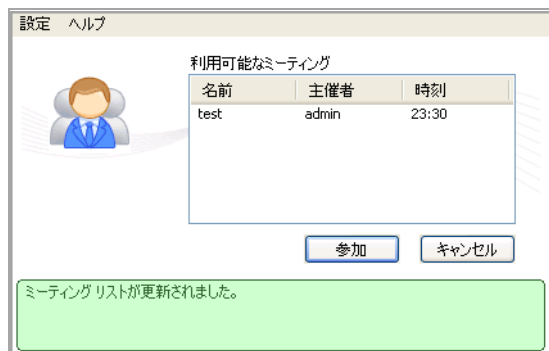 設定 ヘルプ
利用可能なミーティング
名前 主催者 時刻
test admin 23:30
参加 キャンセル
ミーティング リストが更新されました。